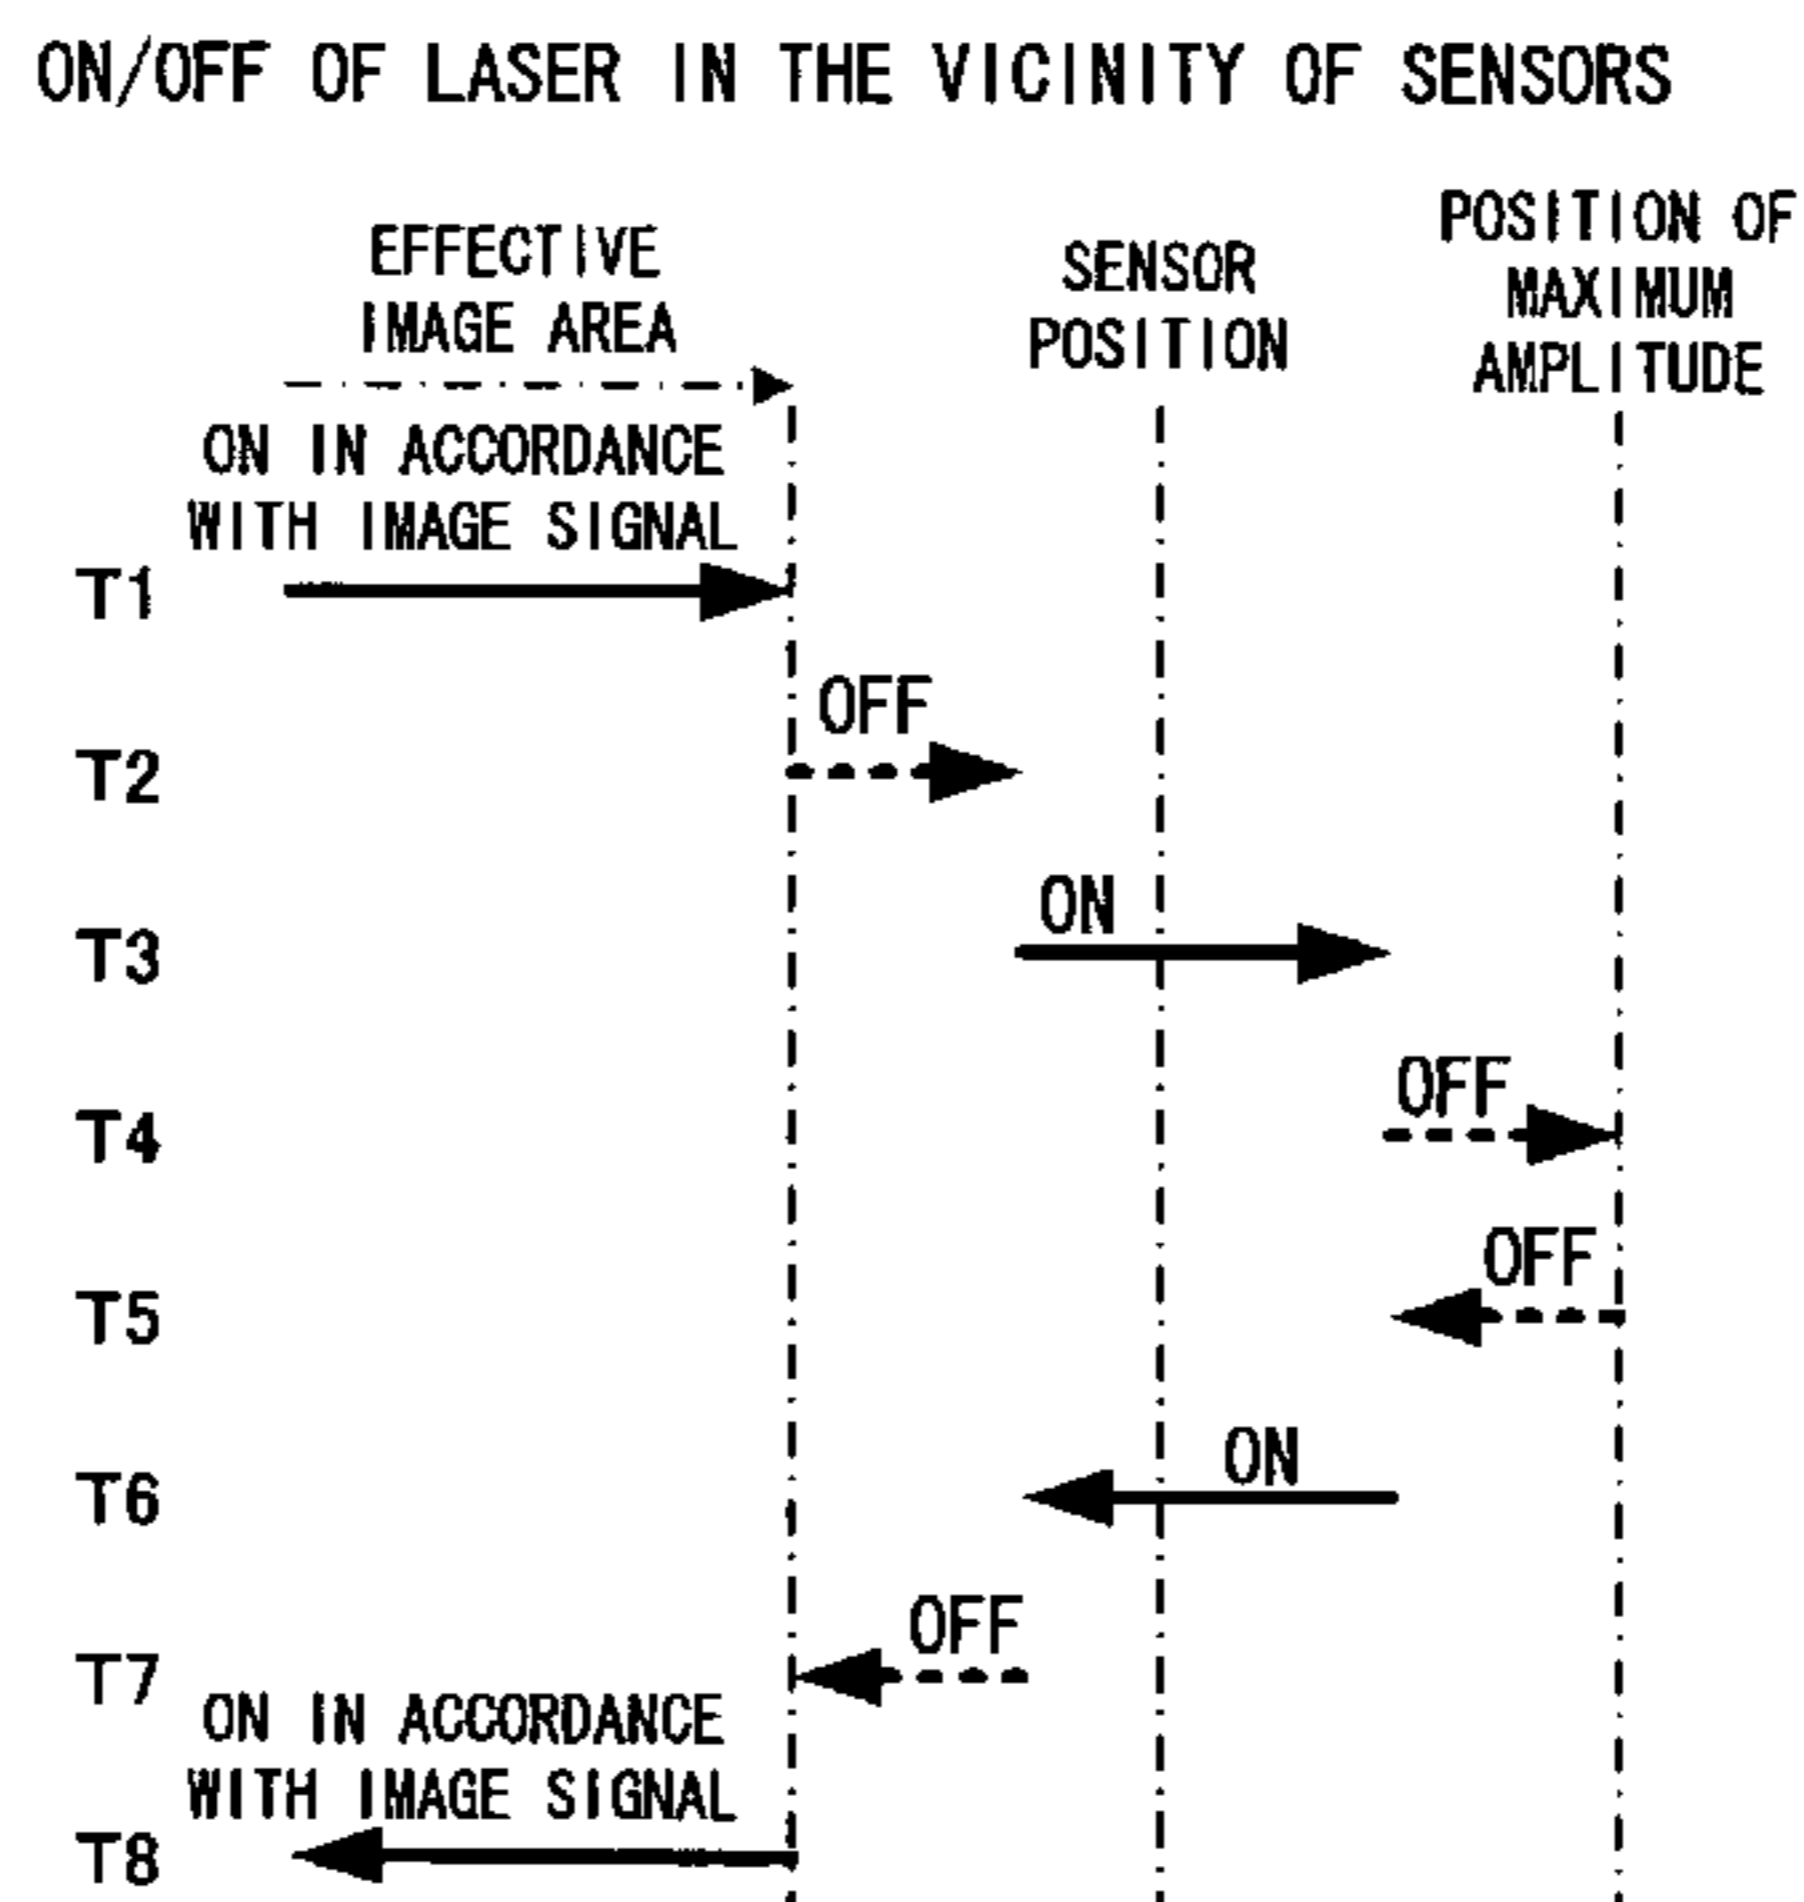 ON/OFF OF LASER IN THE VICINITY OF SENSORS
EFFECTIVE
IMAGE AREA
SENSOR
POSITION
POSITION OF
MAXIMUM
AMPLITUDE
ON IN ACCORDANCE
WITH IMAGE SIGNAL
T1
OFF
T2
ON
T3
OFF
T4
OFF
T5
ON
T6
OFF
T7
ON IN ACCORDANCE
WITH IMAGE SIGNAL
T8